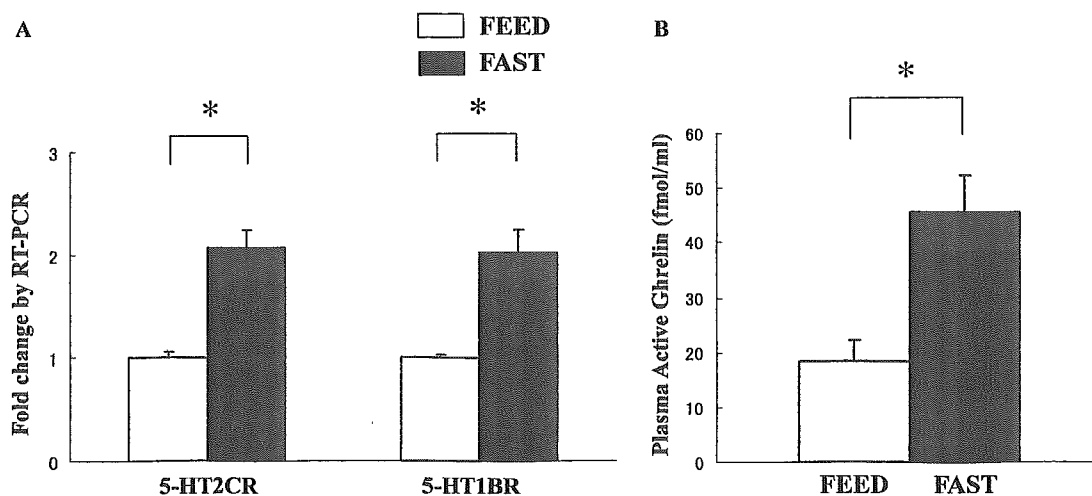 A
FEED
FAST
B
*
*
*
Fold change by RT-PCR
3
2
1
0
5-HT2CR
5-HT1BR
Plasma Active Ghrelin (fmol/ml)
60
50
40
30
20
10
0
FEED
FAST